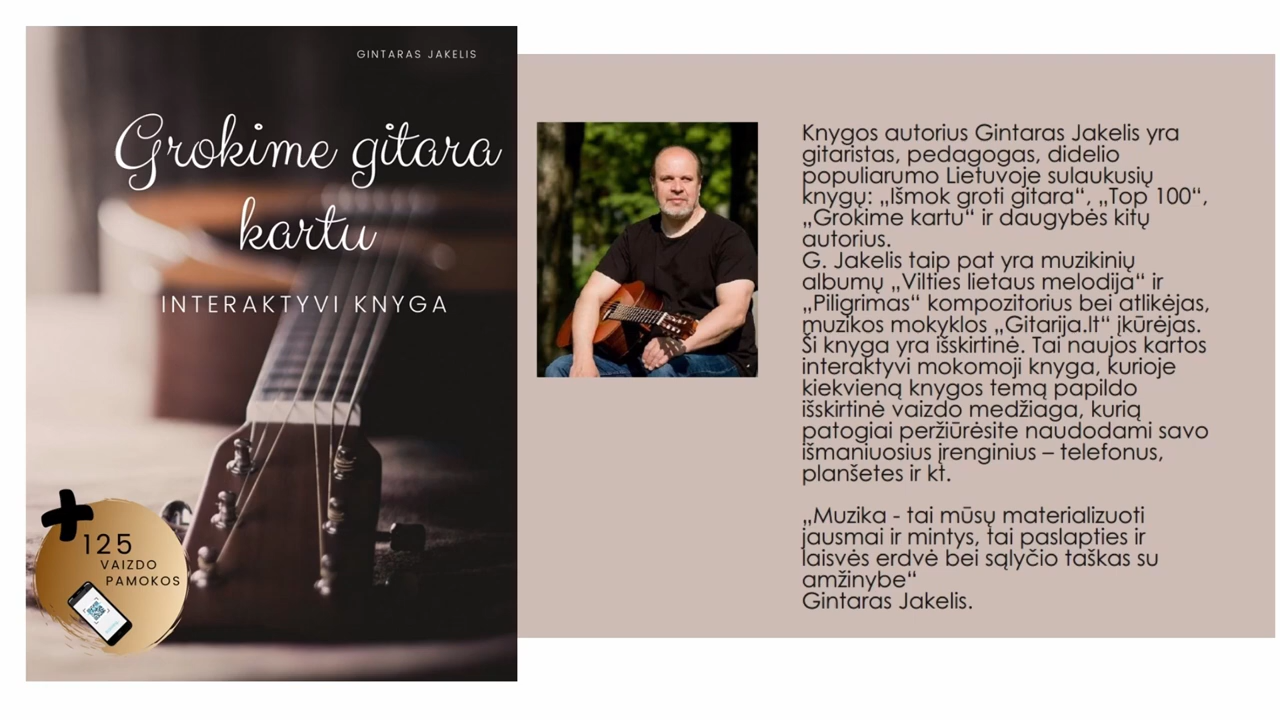 GINTARAS JAKELIS
Grokime gitara
kartu
INTERAKTYVI KNYGA
125
VAIZDO
PAMOKOS
Knygos autorius Gintaras Jakelis yra
gitaristas, pedagogas, didelio
populiarumo Lietuvoje sulaukusių
knygų: „Išmok groti gitara“, „Top 100“,
„Grokime kartu“ ir daugybės kitų
autorius.
G. Jakelis taip pat yra muzikinių
albumų „Vilties lietaus melodija“ ir
„Piligrimas“ kompozitorius bei atlikėjas,
muzikos mokyklos „Gitarija.lt“ įkūrėjas.
Ši knyga yra išskirtinė. Tai naujos kartos
interaktyvi mokomoji knyga, kurioje
kiekvieną knygos temą papildo
išskirtinė vaizdo medžiaga, kurią
patogiai peržiūrėsite naudodami savo
išmaniuosius įrenginius – telefonus,
planšetes ir kt.
„Muzika - tai mūsų materializuoti
jausmai ir mintys, tai paslapties ir
laisvės erdvė bei sąlyčio taškas su
amžinybe“
Gintaras Jakelis.